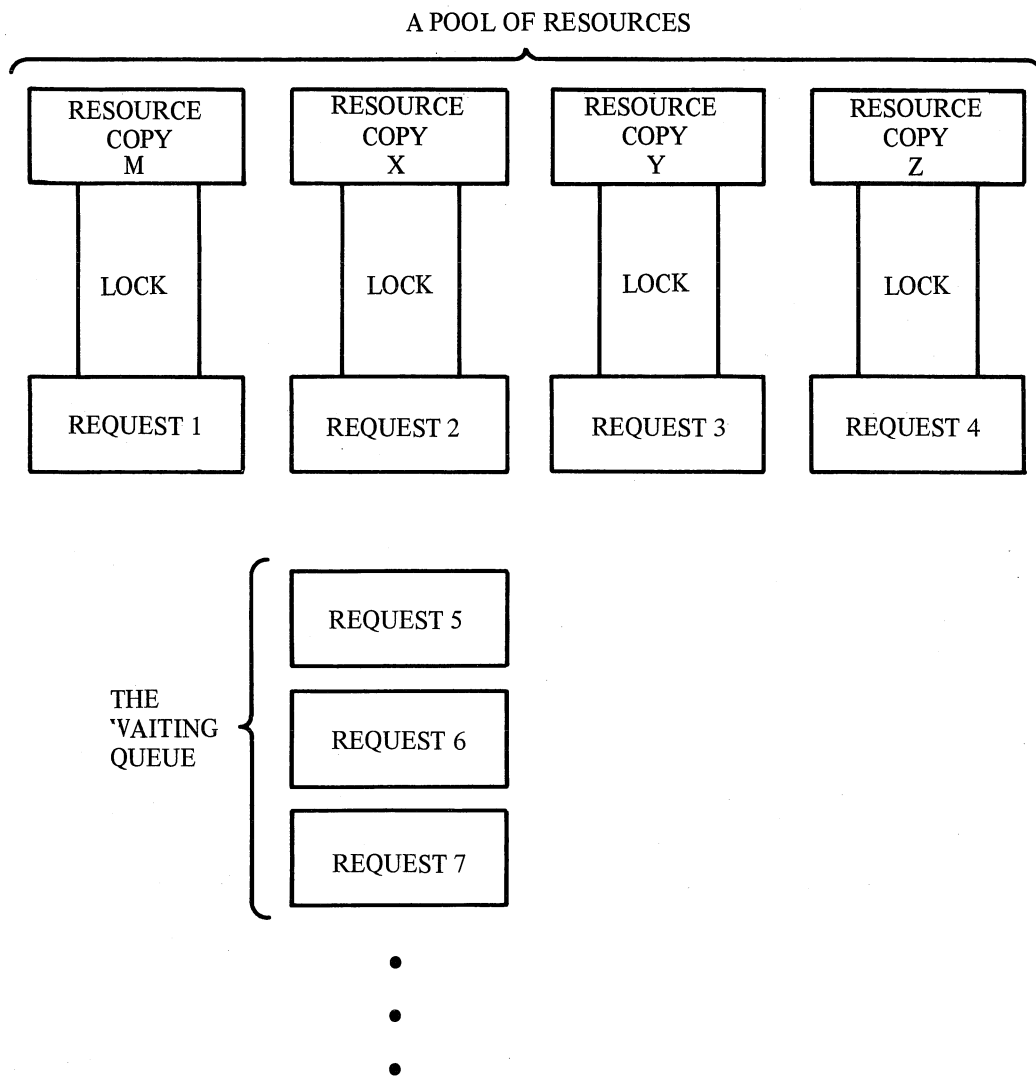 A POOL OF RESOURCES
RESOURCE
COPY
M
RESOURCE
COPY
X
RESOURCE
COPY
Y
RESOURCE
COPY
Z
LOCK
LOCK
LOCK
LOCK
REQUEST 1
REQUEST 2
REQUEST 3
REQUEST 4
THE
WAITING
QUEUE
REQUEST 5
REQUEST 6
REQUEST 7